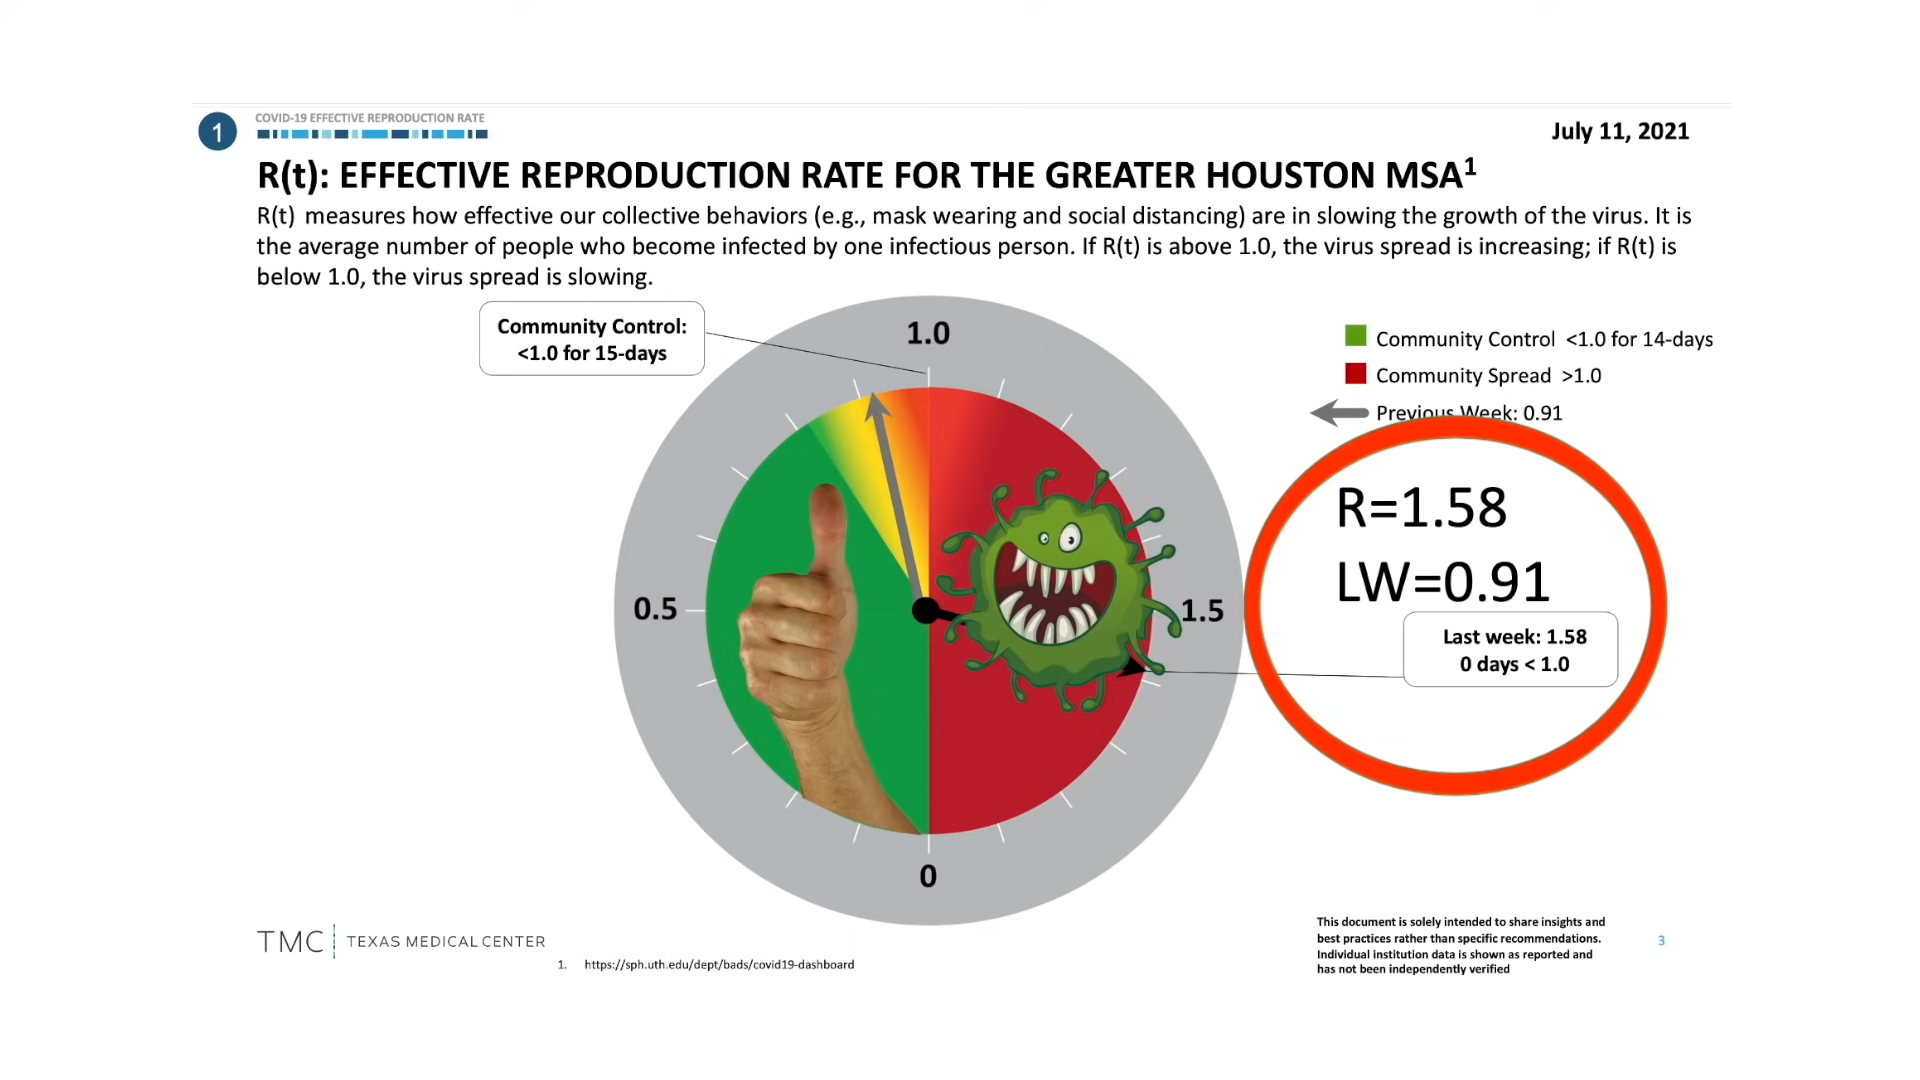 1
COVID-19 EFFECTIVE REPRODUCTION RATE
July 11, 2021
R(t): EFFECTIVE REPRODUCTION RATE FOR THE GREATER HOUSTON MSA¹
R(t) measures how effective our collective behaviors (e.g., mask wearing and social distancing) are in slowing the growth of the virus. It is
the average number of people who become infected by one infectious person. If R(t) is above 1.0, the virus spread is increasing; if R(t) is
below 1.0, the virus spread is slowing.
Community Control:
<1.0 for 15-days
1.0
0.5
1.5
0
Community Control <1.0 for 14-days
Community Spread >1.0
Previous Week: 0.91
R=1.58
LW=0.91
Last week: 1.58
0 days < 1.0
TMC | TEXAS MEDICAL CENTER
1. https://sph.uth.edu/dept/bads/covid19-dashboard
This document is solely intended to share insights and
best practices rather than specific recommendations.
Individual institution data is shown as reported and
has not been independently verified
3